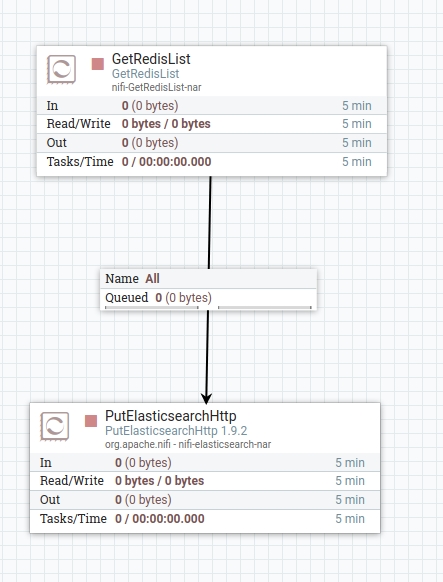 GetRedisList
GetRedisList
nifi-GetRedisList-nar
In 0 (0 bytes) 5 min
Read/Write 0 bytes / 0 bytes 5 min
Out 0 (0 bytes) 5 min
Tasks/Time 0 / 00:00:00.000 5 min
Name All
Queued 0 (0 bytes)
PutElasticsearchHttp
PutElasticsearchHttp 1.9.2
org.apache.nifi - nifi-elasticsearch-nar
In 0 (0 bytes) 5 min
Read/Write 0 bytes / 0 bytes 5 min
Out 0 (0 bytes) 5 min
Tasks/Time 0 / 00:00:00.000 5 min